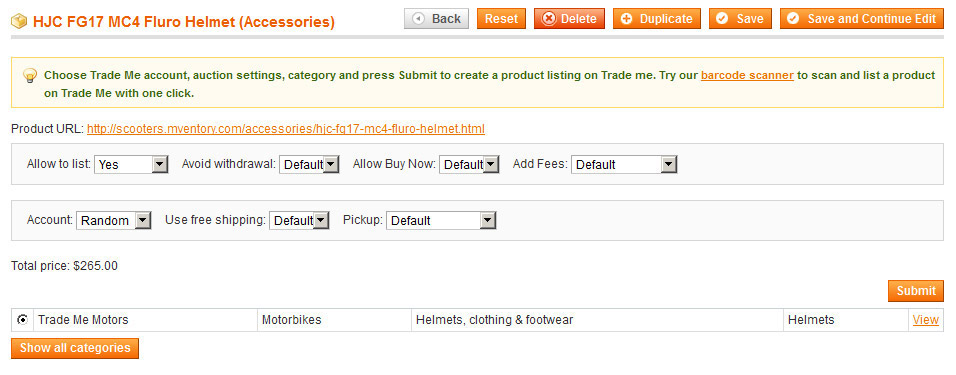 HJC FG17 MC4 Fluro Helmet (Accessories) Back Reset Delete Duplicate Save Save and Continue Edit
Choose Trade Me account, auction settings, category and press Submit to create a product listing on Trade me. Try our barcode scanner to scan and list a product
on Trade Me with one click.
Product URL: http://scooters.mventory.com/accessories/hjc-fg17-mc4-fluro-helmet.html
Allow to list: Yes Avoid withdrawal: Default Allow Buy Now: Default Add Fees: Default
Account: Random Use free shipping: Default Pickup: Default
Total price: $265.00
Submit
Trade Me Motors Motorbikes Helmets, clothing & footwear Helmets View
Show all categories